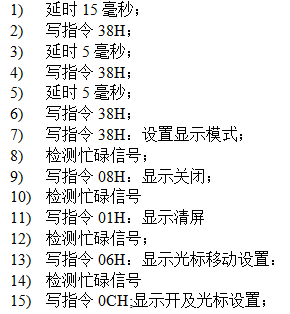 1) 延时 15 毫秒；
2) 写指令 38H；
3) 延时 5 毫秒；
4) 写指令 38H；
5) 延时 5 毫秒；
6) 写指令 38H；
7) 写指令 38H：设置显示模式；
8) 检测忙碌信号；
9) 写指令 08H：显示关闭；
10) 检测忙碌信号
11) 写指令 01H：显示清屏
12) 检测忙碌信号；
13) 写指令 06H：显示光标移动设置：
14) 检测忙碌信号
15) 写指令 0CH;显示开及光标设置；